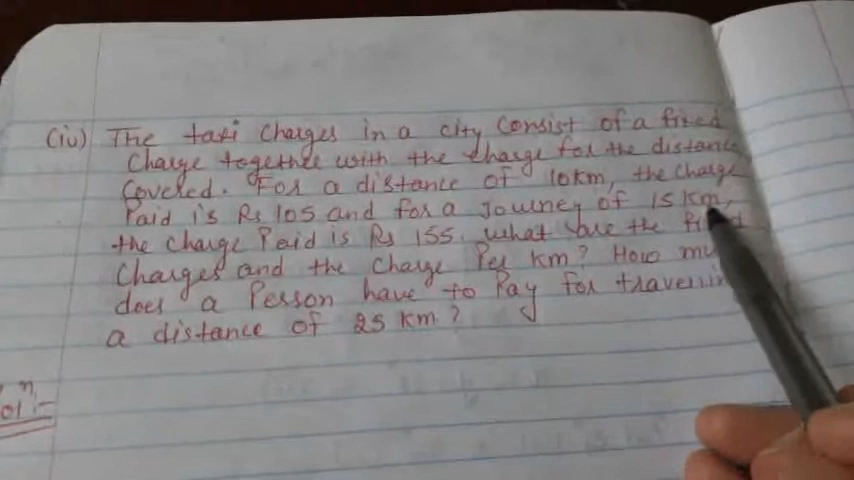 (iv) The taxi charges in a city consist of a fixed
charge together with the charge for the distance
covered. For a distance of 10km, the charge
Paid is Rs 105 and for a Journey of 15 km,
the charge Paid is Rs 155. What are the fixed
Charges and the charge Per km? How
does a Person have to Pay for
a distance of 25 km?
Solⁿ:-